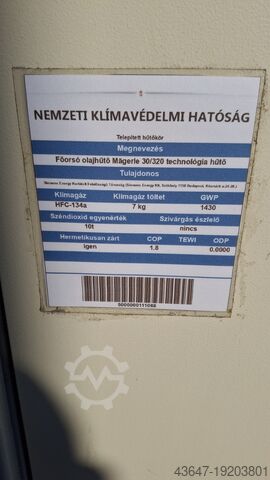 NEMZETI KLÍMAVÉDELMI HATÓSÁG
Telepített hűtőkör
Megnevezés
Főorsó olajhűtő Mägerle 30/320 technológia hűtő
Tulajdonos
Klímagáz Klímagáz töltet GWP
HFC-134a 7 kg 1430
Széndioxid egyenérték Szivárgás észlelő
10t nincs
Hermetikusan zárt COP TEWI ODP
igen 1.8 0.0000
43647-19203801